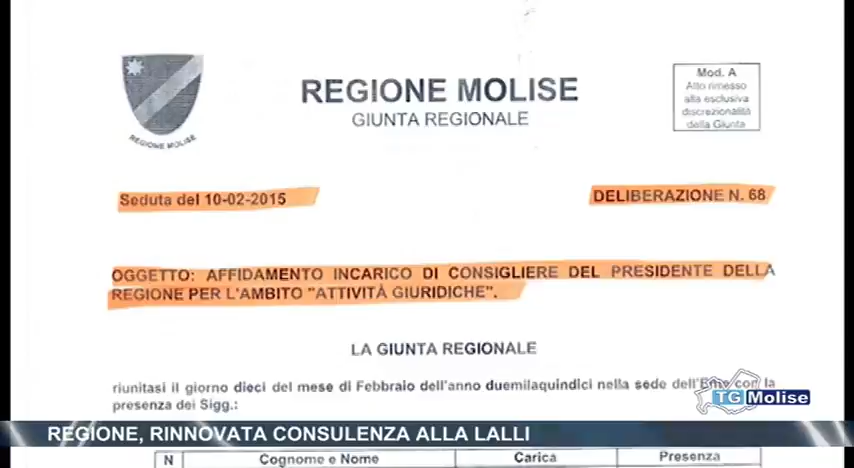 REGIONE MOLISE
REGIONE MOLISE
GIUNTA REGIONALE
Mod. A
Atto rimesso
alla esclusiva
discrezionalità
della Giunta
Seduta del 10-02-2015
DELIBERAZIONE N. 68
OGGETTO: AFFIDAMENTO INCARICO DI CONSIGLIERE DEL PRESIDENTE DELLA
REGIONE PER L'AMBITO "ATTIVITÀ GIURIDICHE".
LA GIUNTA REGIONALE
riunitasi il giorno dieci del mese di Febbraio dell'anno duemilaquindici nella sede dell'Ente con la
presenza dei Sigg.:
TG Molise
REGIONE, RINNOVATA CONSULENZA ALLA LALLI
N Cognome e Nome Carica Presenza